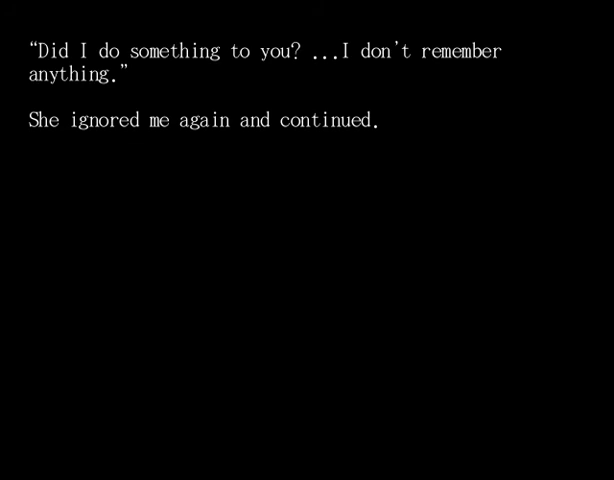 “Did I do something to you? ...I don't remember
anything.”
She ignored me again and continued.